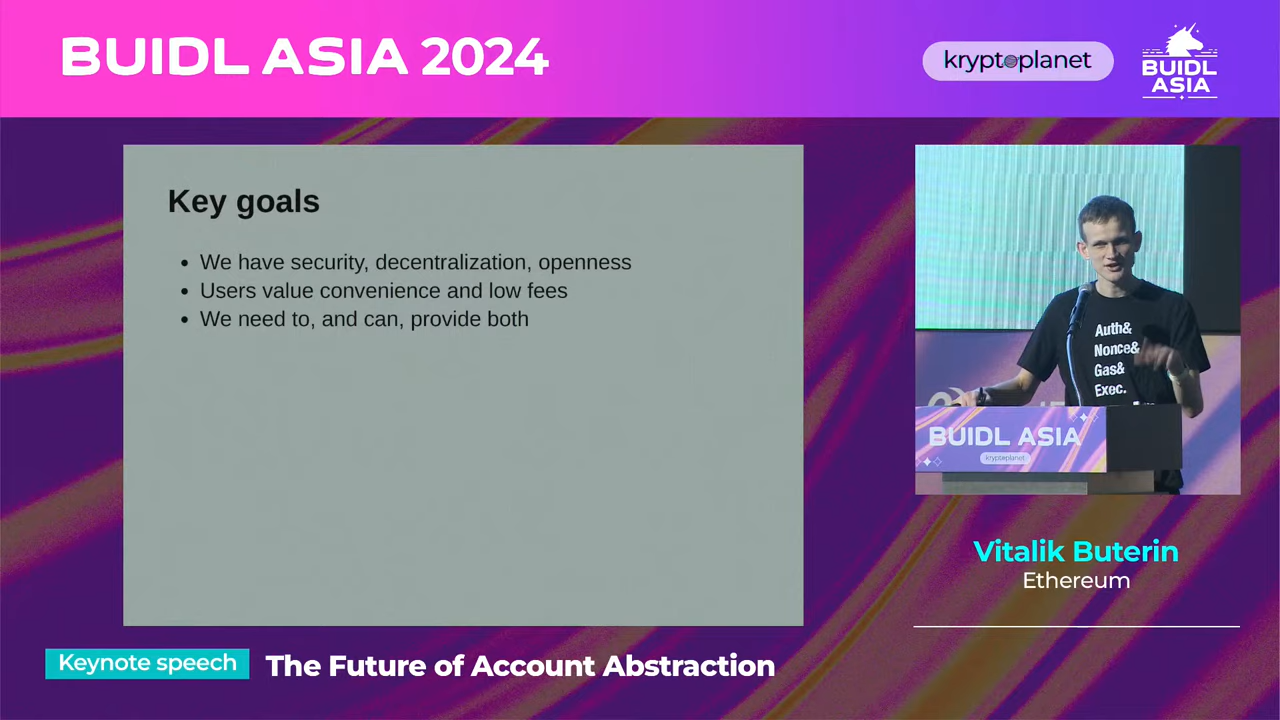 BUIDL ASIA 2024
kryptoplanet
BUIDL
ASIA
Key goals
• We have security, decentralization, openness
• Users value convenience and low fees
• We need to, and can, provide both
Auth&
Nonce&
Gas&
Exec.
BUIDL ASIA
kryptoplanet
Vitalik Buterin
Ethereum
Keynote speech
The Future of Account Abstraction